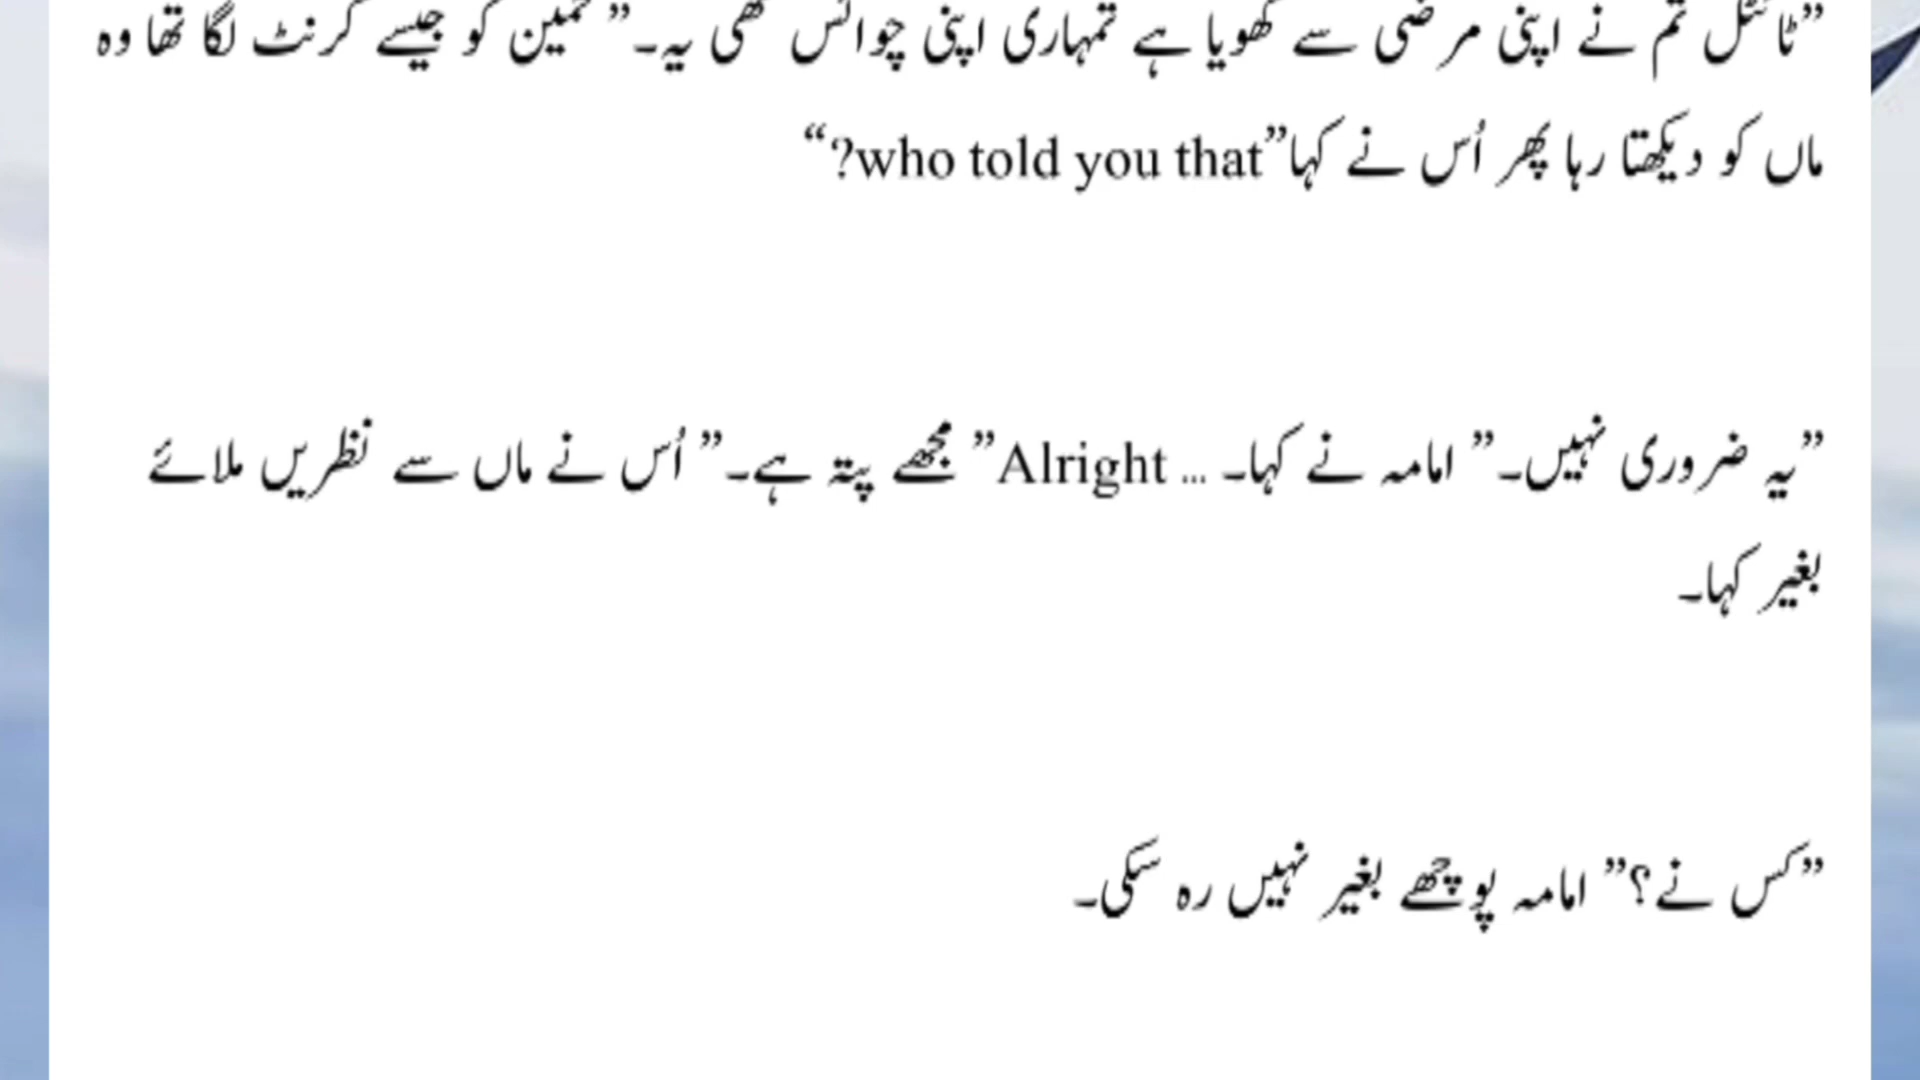 ”ٹائٹل تم نے اپنی مرضی سے کھویا ہے تمہاری اپنی چوائس تھی یہ۔” حمین کو جیسے کرنٹ لگا تھا وہ
ماں کو دیکھتا رہا پھر اُس نے کہا”who told you that?“
”یہ ضروری نہیں۔” امامہ نے کہا۔ ... Alright” مجھے پتہ ہے۔” اُس نے ماں سے نظریں ملائے
بغیر کہا۔
”کس نے؟” امامہ پوچھے بغیر نہیں رہ سکی۔